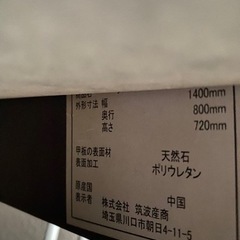 外形寸法 幅 1400mm
奥行 800mm
高さ 720mm
甲板の表面材 天然石
表面加工 ポリウレタン
原産国 中国
表示者 株式会社 筑波産商
埼玉県川口市朝日4-11-5